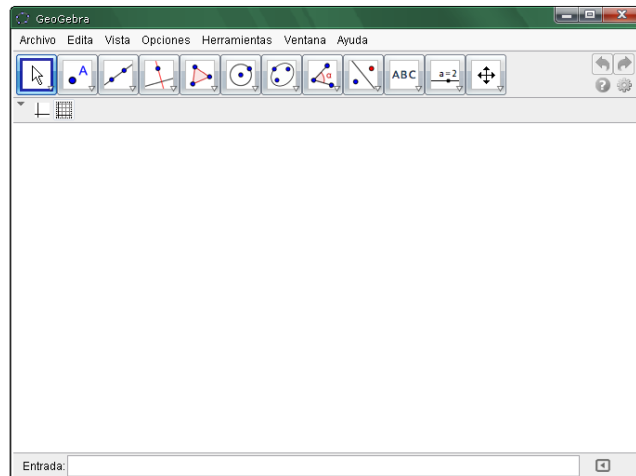 GeoGebra
Archivo Edita Vista Opciones Herramientas Ventana Ayuda
A α ABC a=2
Entrada: